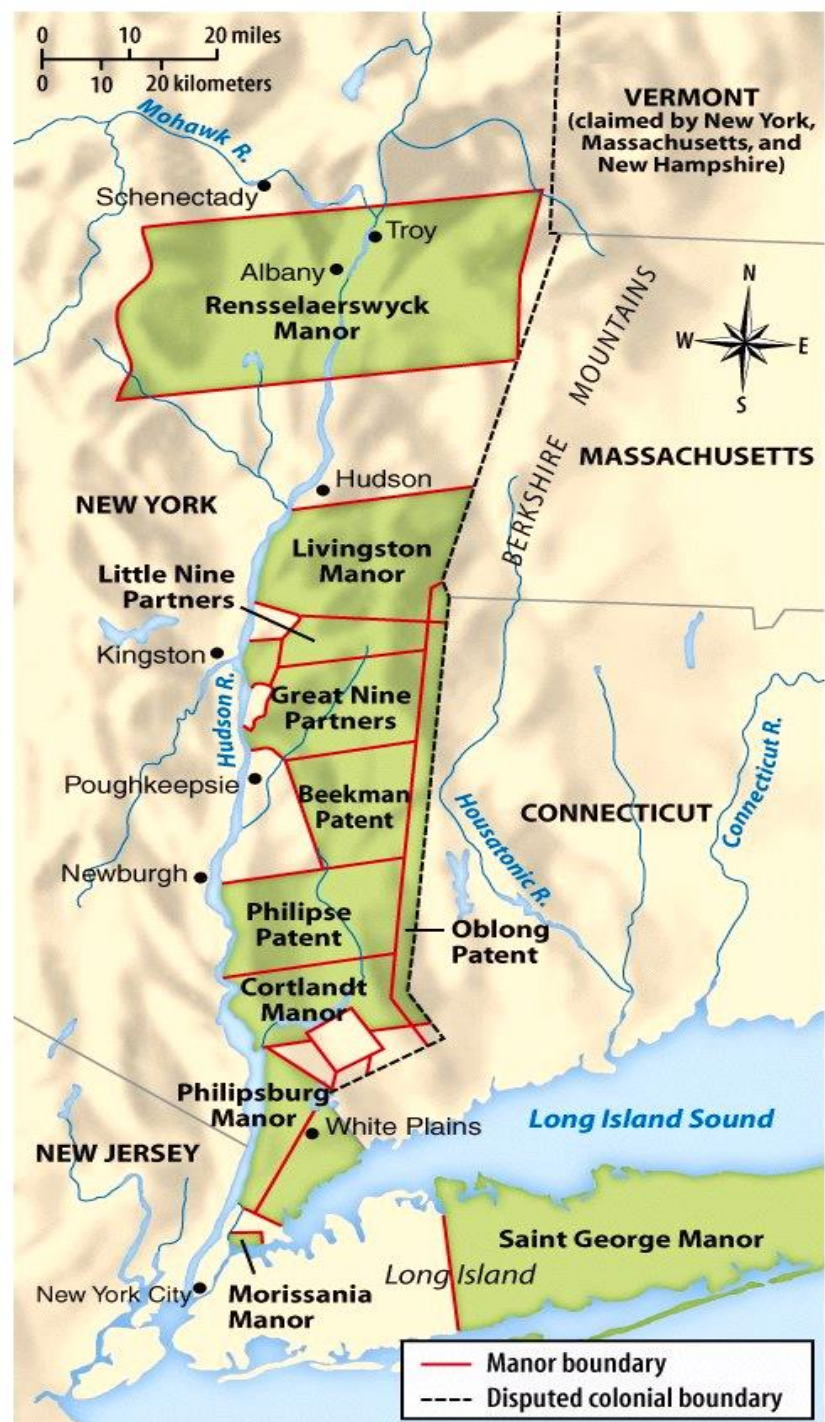 0 10 20 miles
0 10 20 kilometers
Mohawk R.
VERMONT
(claimed by New York,
Massachusetts, and
New Hampshire)
Schenectady
Troy
Albany
Rensselaerswyck
Manor
N
W E
S
BERKSHIRE MOUNTAINS
MASSACHUSETTS
Hudson
NEW YORK
Livingston
Manor
Little Nine
Partners
Kingston
Hudson R.
Great Nine
Partners
Connecticut R.
Poughkeepsie
Beekman
Patent
Housatonic R.
CONNECTICUT
Newburgh
Philipse
Patent
Oblong
Patent
Cortlandt
Manor
Philipsburg
Manor
White Plains
Long Island Sound
NEW JERSEY
Saint George Manor
Long Island
New York City
Morissania
Manor
Manor boundary
Disputed colonial boundary